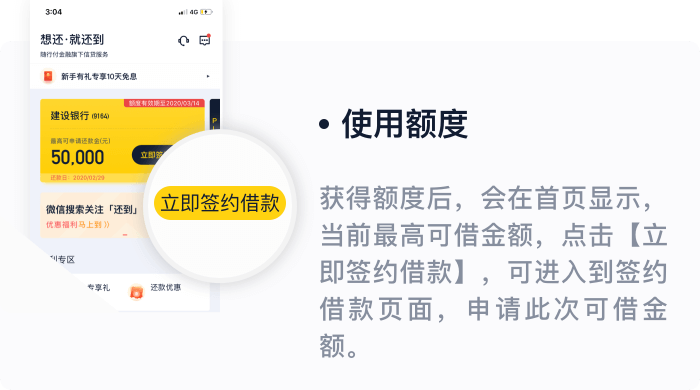 3:04
4G
想还·就还到
随行付金融旗下信贷服务
新手有礼专享10天免息
额度有效期至2020/03/14
建设银行 (9164)
P
最高可申请还款金(元)
50,000
立即签
还款日：2020/02/29
立即签约借款
微信搜索关注「还到」
优惠福利马上到 ))
利专区
专享礼
还款优惠
• 使用额度
获得额度后，会在首页显示，
当前最高可借金额，点击【立
即签约借款】，可进入到签约
借款页面，申请此次可借金
额。